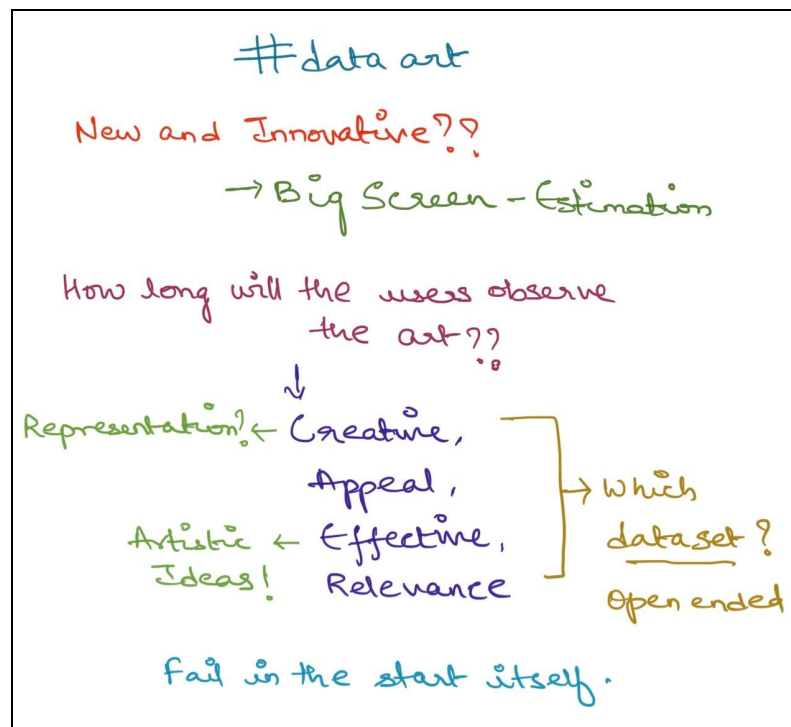 #data art
New and Innovative??
→ Big Screen - Estimation
How long will the users observe
the art??
↓
Representation? ← Creative,
Appeal,
Artistic ← Effective,
Ideas!
Relevance
→ which
dataset?
Open ended
Fail in the start itself.